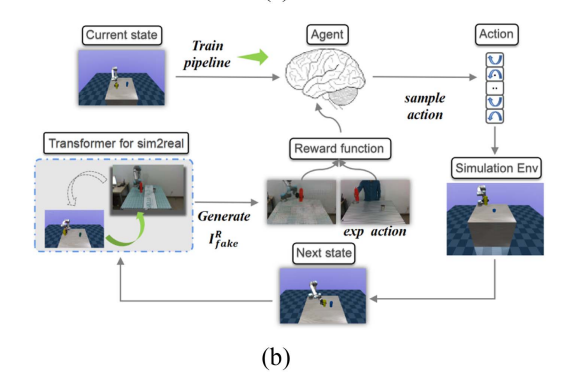 Current state
Train
pipeline
Agent
Action
sample
action
Transformer for sim2real
Reward function
Simulation Env
Generate
I^R_fake
exp action
Next state
(b)